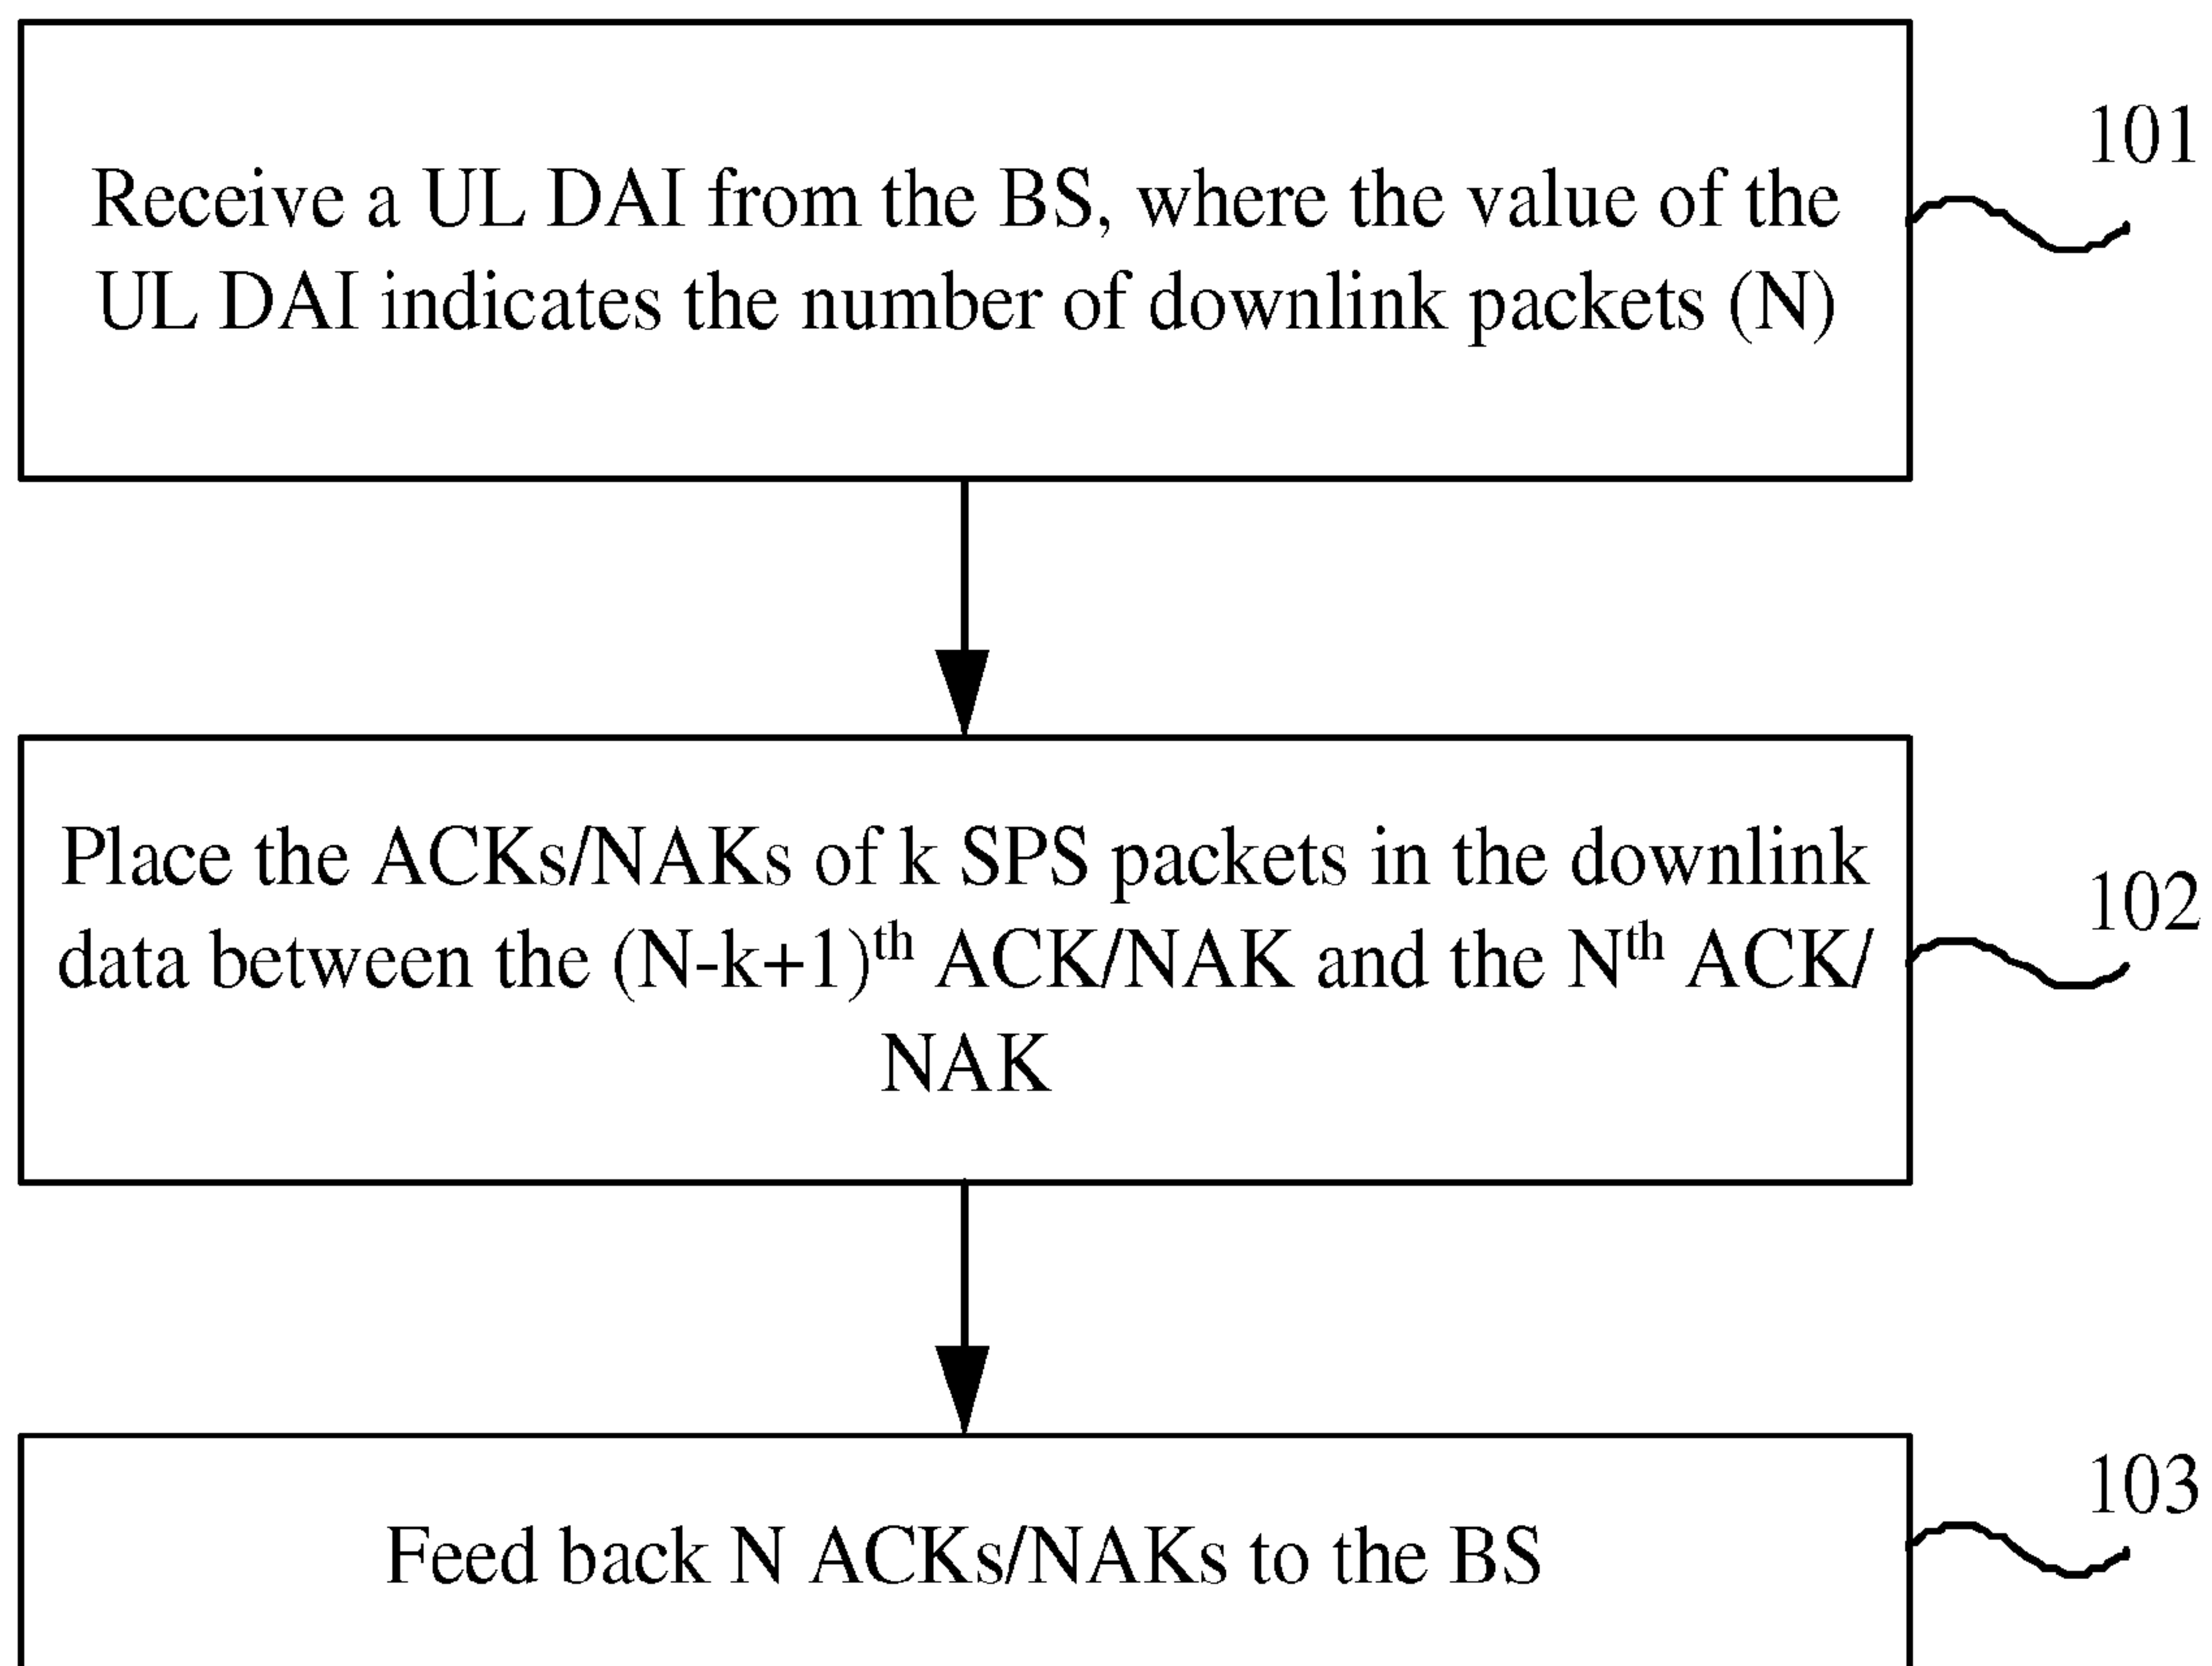 101
Receive a UL DAI from the BS, where the value of the
UL DAI indicates the number of downlink packets (N)
102
Place the ACKs/NAKs of k SPS packets in the downlink
data between the (N-k+1)th ACK/NAK and the Nth ACK/
NAK
103
Feed back N ACKs/NAKs to the BS